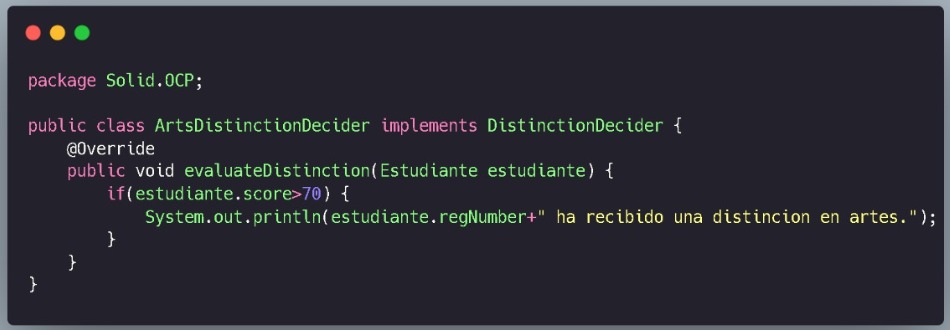 package Solid.OCP;
public class ArtsDistinctionDecider implements DistinctionDecider {
@Override
public void evaluateDistinction(Estudiante estudiante) {
if(estudiante.score>70) {
System.out.println(estudiante.regNumber+" ha recibido una distincion en artes.");
}
}
}